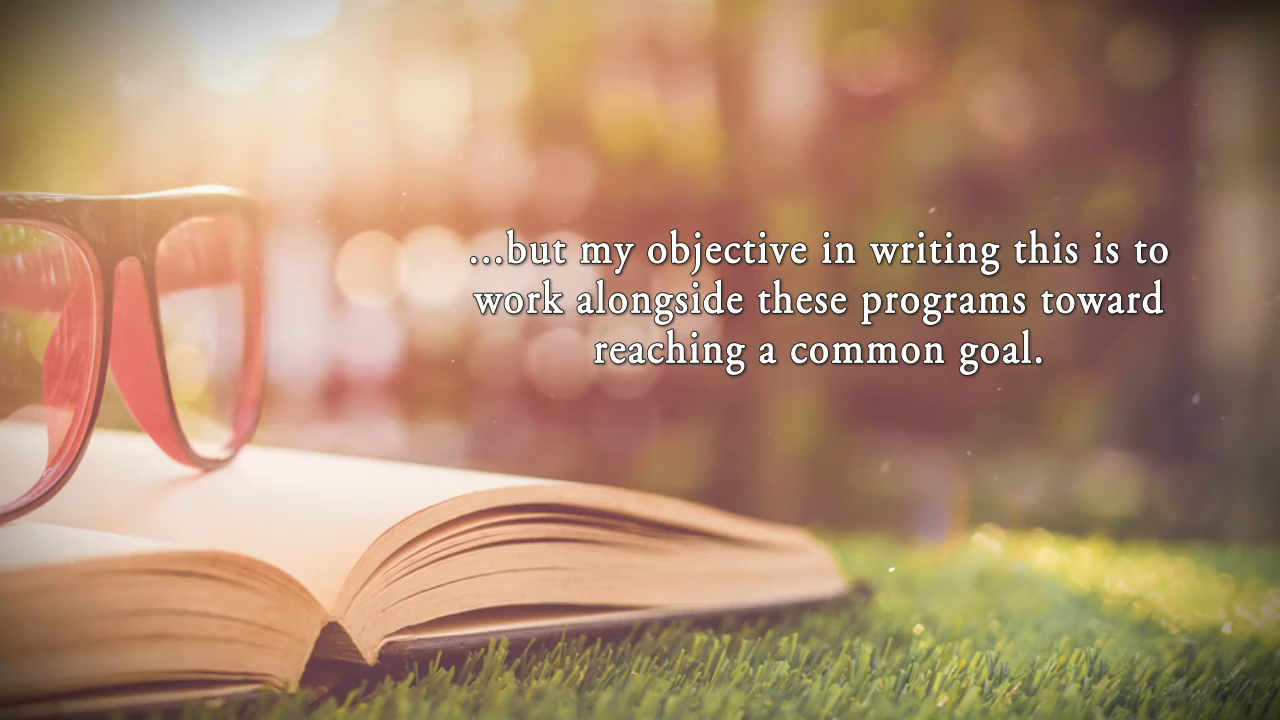 ...but my objective in writing this is to
work alongside these programs toward
reaching a common goal.